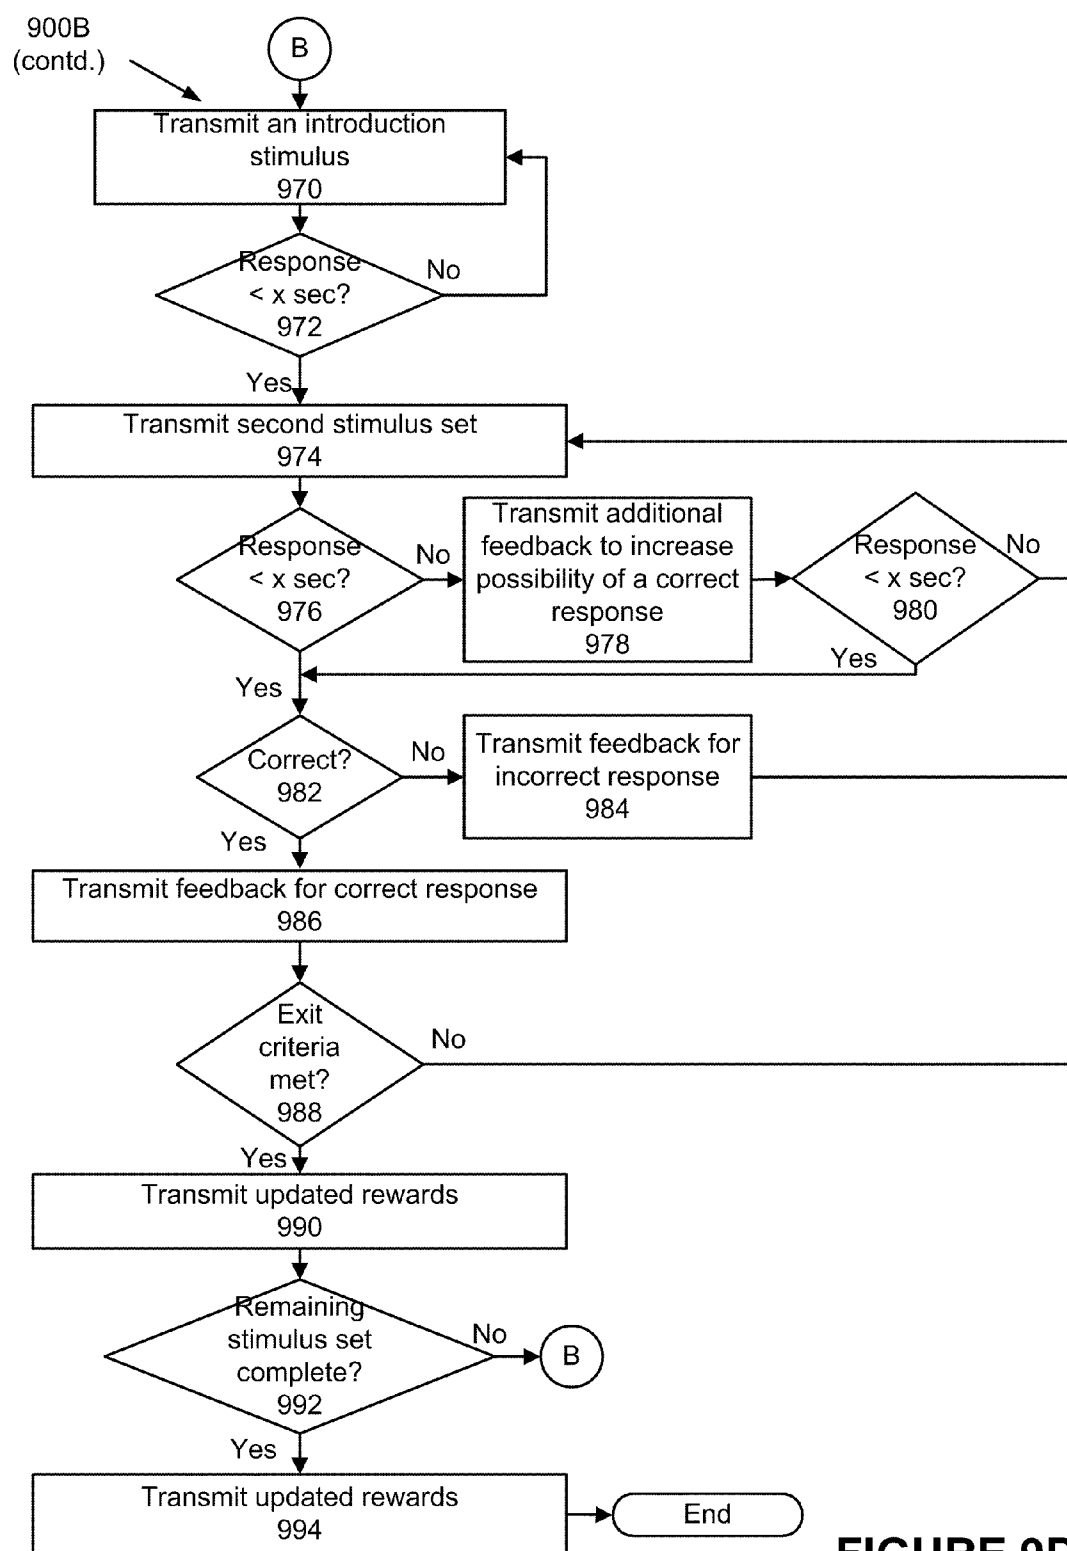 900B
(contd.)
B
Transmit an introduction
stimulus
970
Response
< x sec?
972
No
Yes
Transmit second stimulus set
974
Response
< x sec?
976
No
Transmit additional
feedback to increase
possibility of a correct
response
978
Response
< x sec?
980
No
Yes
Yes
Correct?
982
No
Transmit feedback for
incorrect response
984
Yes
Transmit feedback for correct response
986
Exit
criteria
met?
988
No
Yes
Transmit updated rewards
990
Remaining
stimulus set
complete?
992
No
B
Yes
Transmit updated rewards
994
End
FIGURE